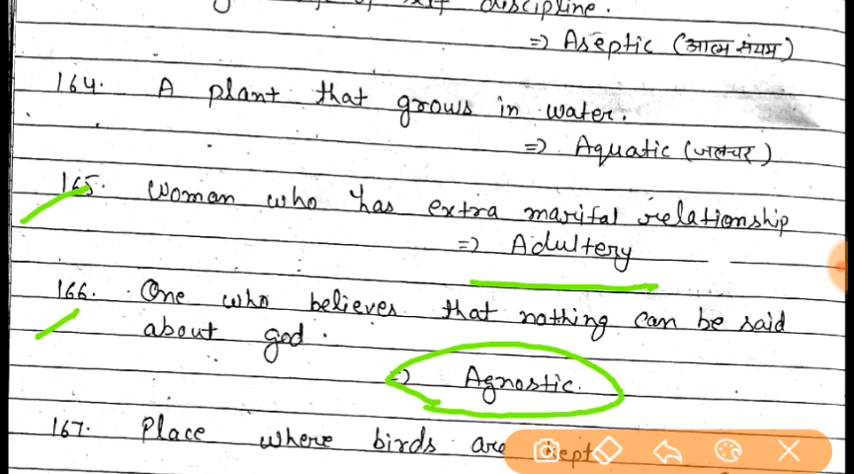 discipline.
=> Aseptic (आत्म संयम)
164. A plant that grows in water.
=> Aquatic (जलचर)
165. Woman who has extra marital relationship
=> Adultery
166. One who believes that nothing can be said
about god.
=> Agnostic.
167. Place where birds are kept